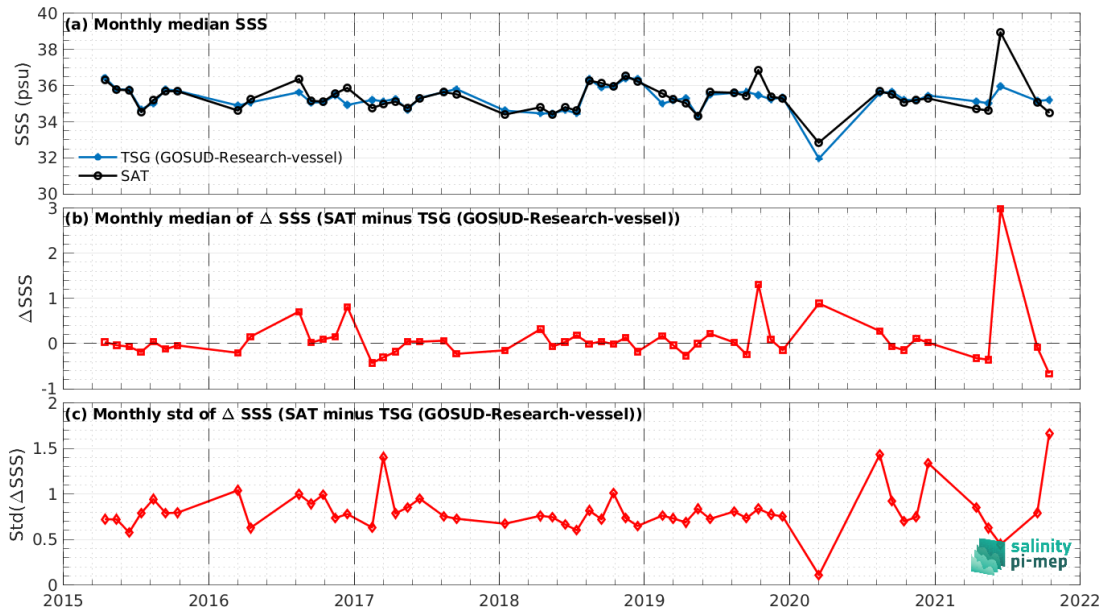 (a) Monthly median SSS
40
38
36
34
32
30
SSS (psu)
TSG (GOSUD-Research-vessel)
SAT
(b) Monthly median of Δ SSS (SAT minus TSG (GOSUD-Research-vessel))
3
2
1
0
-1
ΔSSS
(c) Monthly std of Δ SSS (SAT minus TSG (GOSUD-Research-vessel))
2
1.5
1
0.5
0
Std(ΔSSS)
salinity
pi-mep
2015 2016 2017 2018 2019 2020 2021 2022